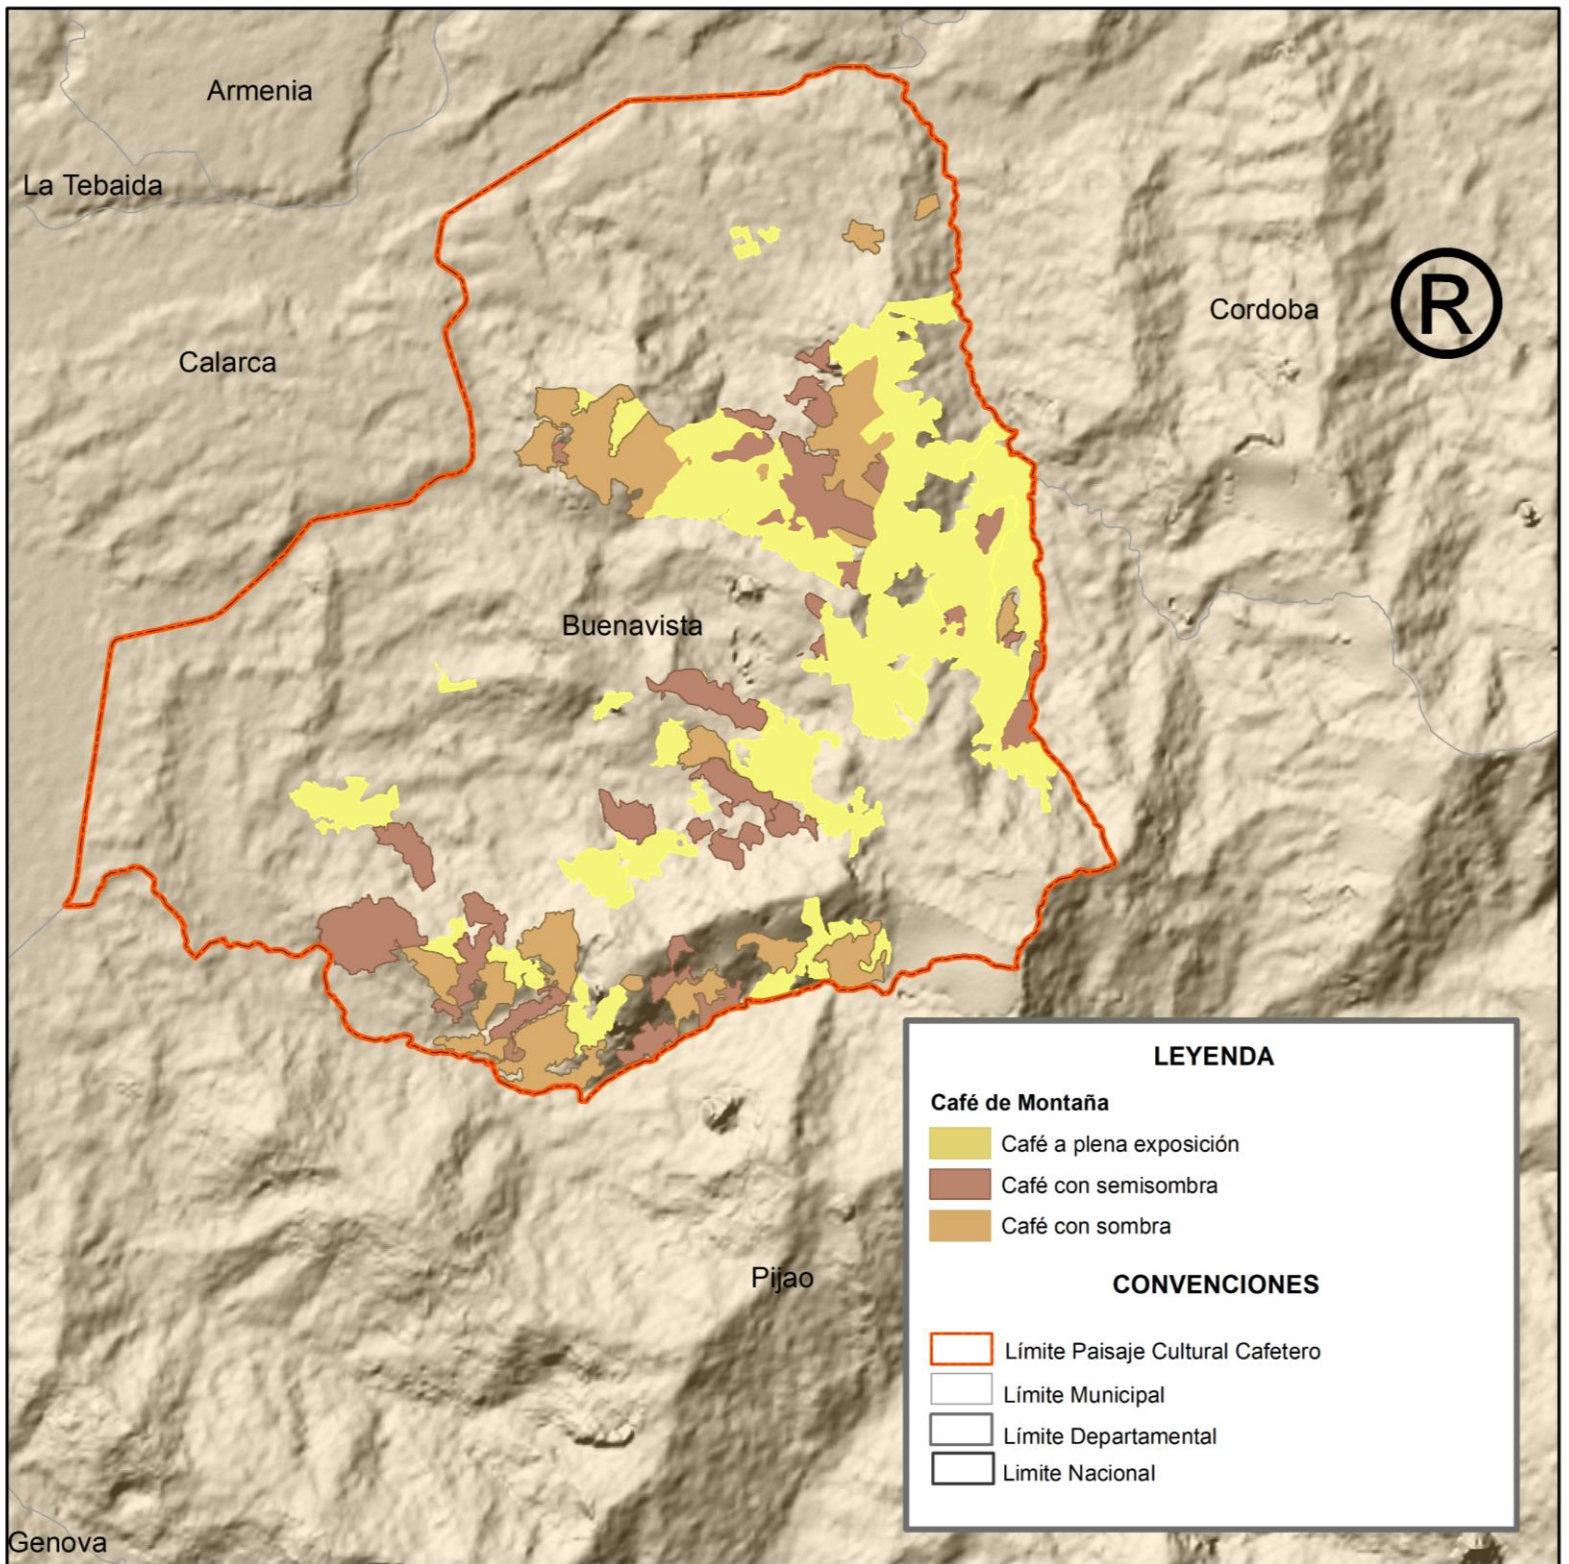 Armenia
La Tebaida
Cordoba
®
Calarca
Buenavista
LEYENDA
Café de Montaña
Café a plena exposición
Café con semisombra
Café con sombra
CONVENCIONES
Límite Paisaje Cultural Cafetero
Límite Municipal
Límite Departamental
Limite Nacional
Pijao
Genova